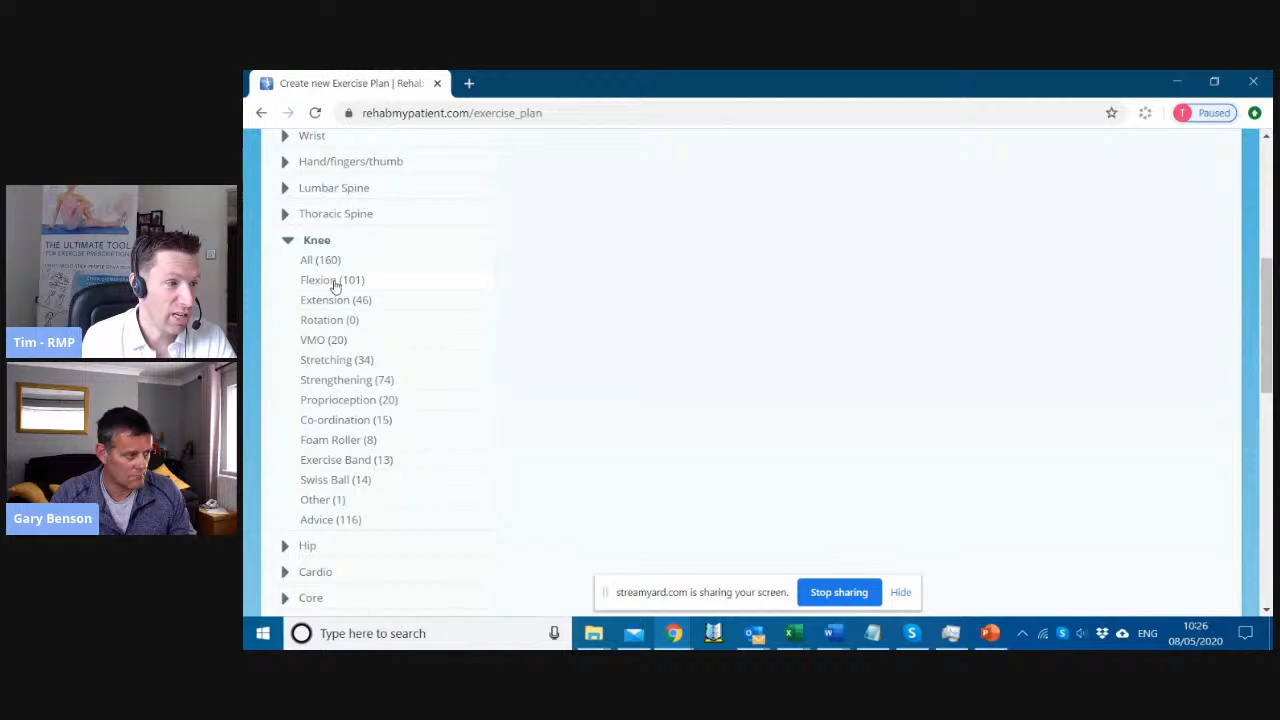 Create new Exercise Plan | Rehab
rehabmypatient.com/exercise_plan
T Paused
Wrist
Hand/fingers/thumb
Lumbar Spine
Thoracic Spine
Knee
All (160)
Flexion (101)
Extension (46)
Rotation (0)
VMO (20)
Stretching (34)
Strengthening (74)
Proprioception (20)
Co-ordination (15)
Foam Roller (8)
Exercise Band (13)
Swiss Ball (14)
Other (1)
Advice (116)
Hip
Cardio
Core
streamyard.com is sharing your screen.
Stop sharing
Hide
Type here to search
ENG
10:26
08/05/2020
THE ULTIMATE TOOL
FOR EXERCISE PRESCRIPTION
Tim - RMP
Gary Benson